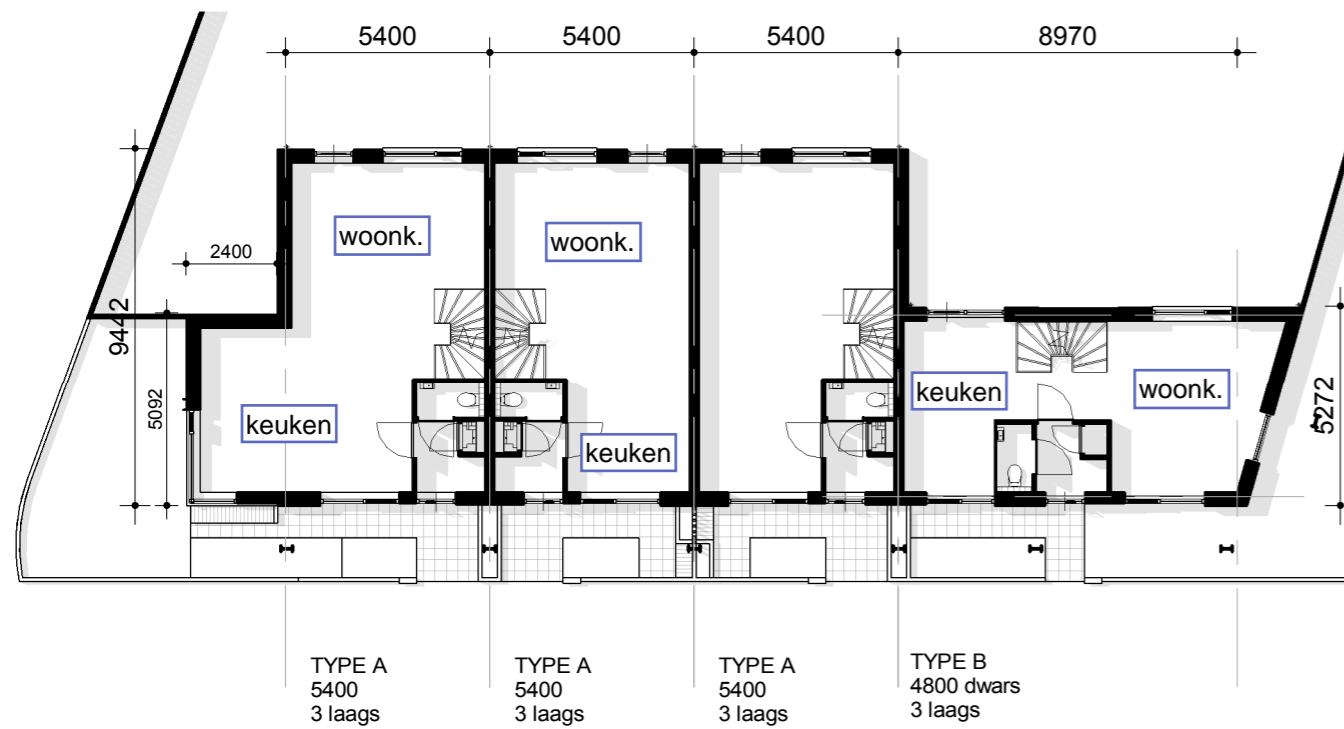 5400
5400
5400
8970
woonk.
woonk.
2400
9442
5092
keuken
keuken
keuken
woonk.
5272
TYPE A
5400
3 laags
TYPE A
5400
3 laags
TYPE A
5400
3 laags
TYPE B
4800 dwars
3 laags